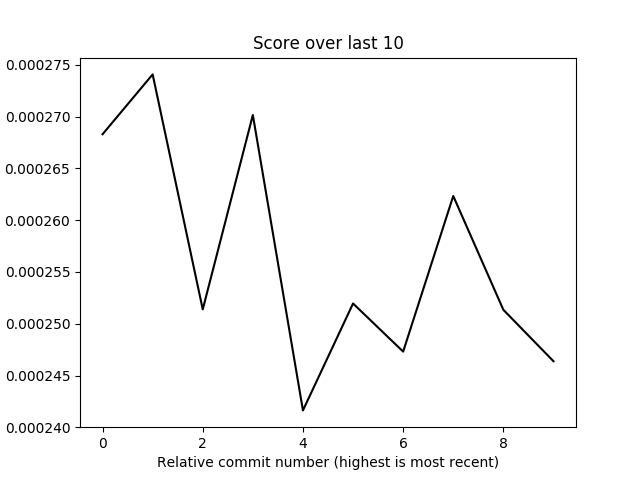 Score over last 10
0.000275
0.000270
0.000265
0.000260
0.000255
0.000250
0.000245
0.000240
0 2 4 6 8
Relative commit number (highest is most recent)